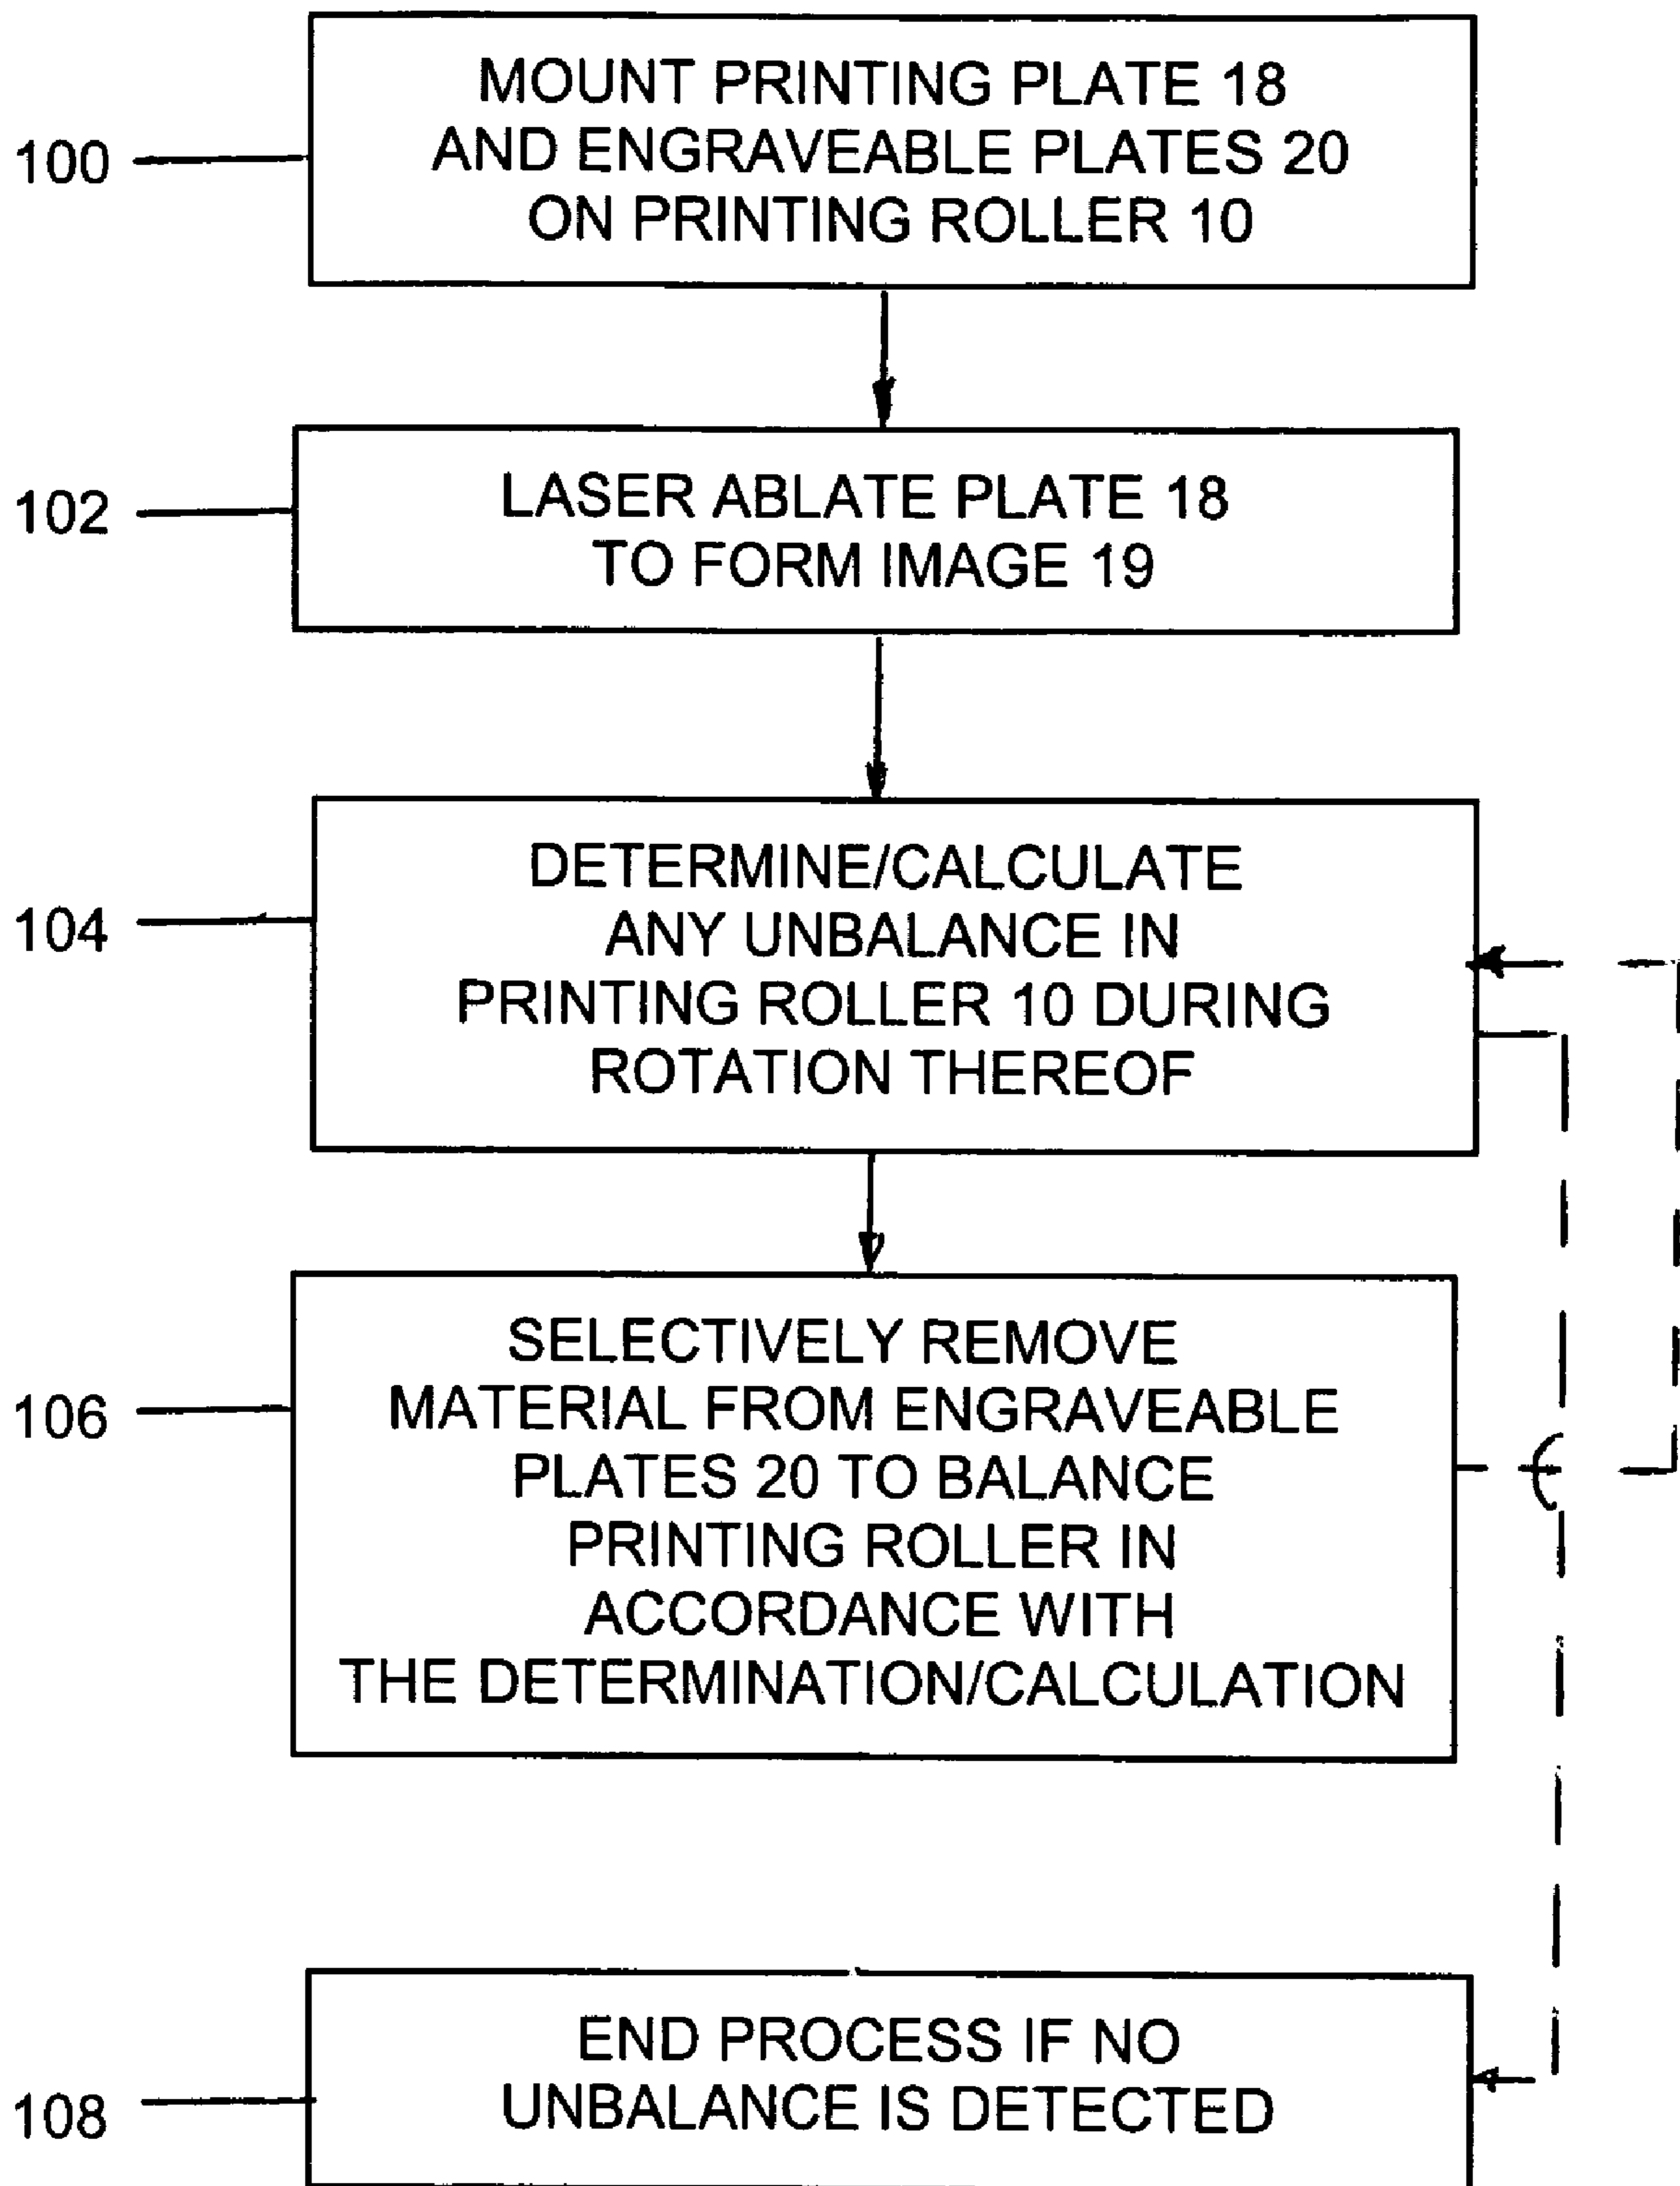 100
MOUNT PRINTING PLATE 18
AND ENGRAVEABLE PLATES 20
ON PRINTING ROLLER 10
102
LASER ABLATE PLATE 18
TO FORM IMAGE 19
104
DETERMINE/CALCULATE
ANY UNBALANCE IN
PRINTING ROLLER 10 DURING
ROTATION THEREOF
106
SELECTIVELY REMOVE
MATERIAL FROM ENGRAVEABLE
PLATES 20 TO BALANCE
PRINTING ROLLER IN
ACCORDANCE WITH
THE DETERMINATION/CALCULATION
108
END PROCESS IF NO
UNBALANCE IS DETECTED